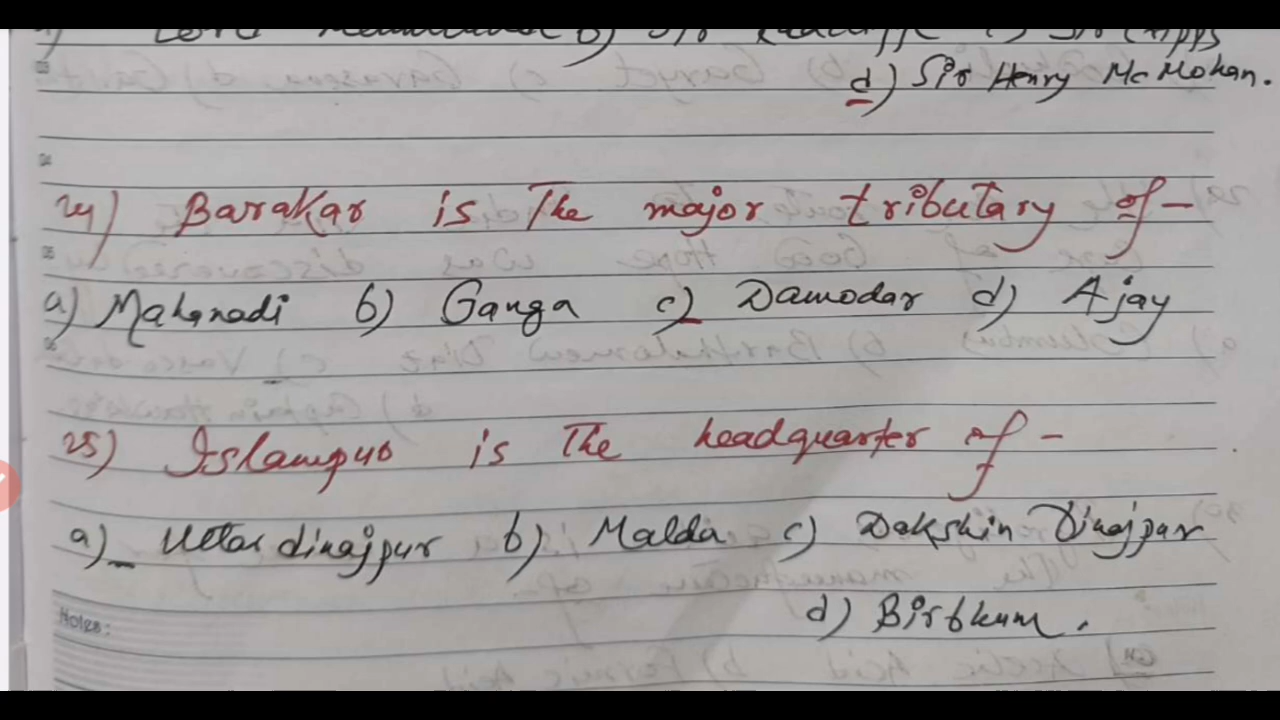 d) Sir Henry McMohan.
24) Barakar is The major tributary of -
a) Mahanadi b) Ganga c) Damodar d) Ajay
25) Islampur is The headquarter of -
a) Uttar dinajpur b) Malda c) Dakshin Dinajpur
d) Birbhum.
Notes: